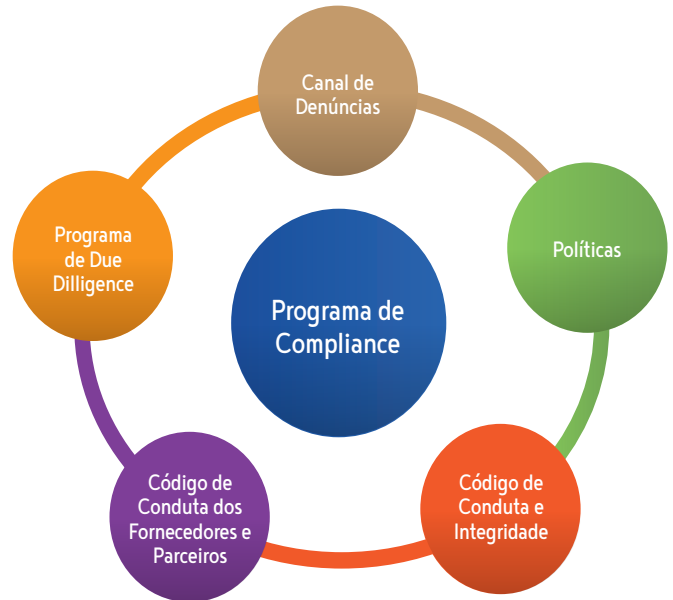 Canal de
Denúncias
Programa
de Due
Dilligence
Políticas
Programa de
Compliance
Código de
Conduta dos
Fornecedores e
Parceiros
Código de
Conduta e
Integridade